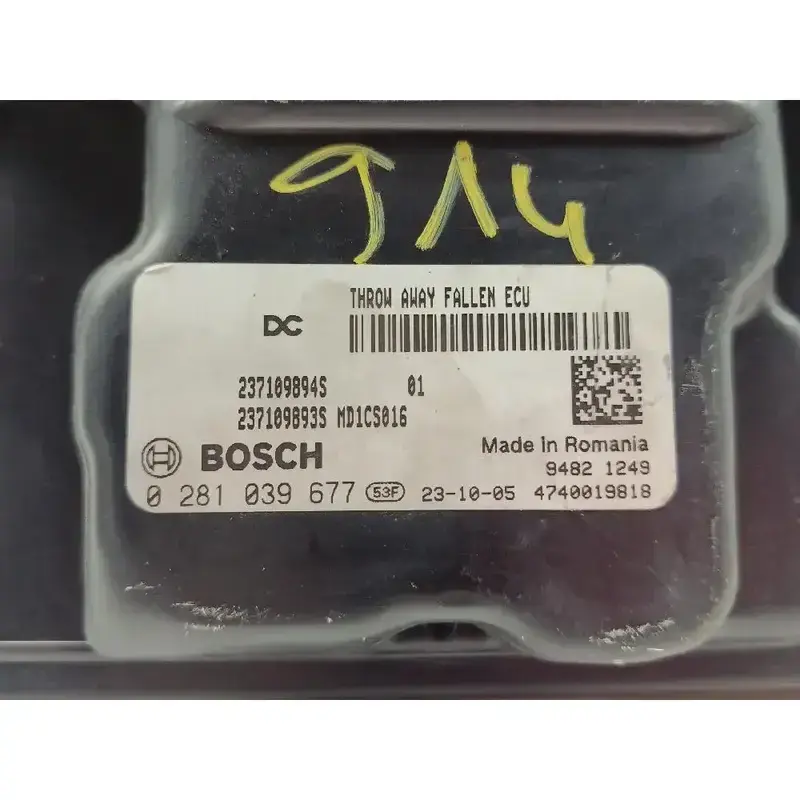 914
THROW AWAY FALLEN ECU
DC
237109894S 01
237109893S MD1CS016
BOSCH
Made in Romania
9482 1249
0 281 039 677 53F 23-10-05 4740019818